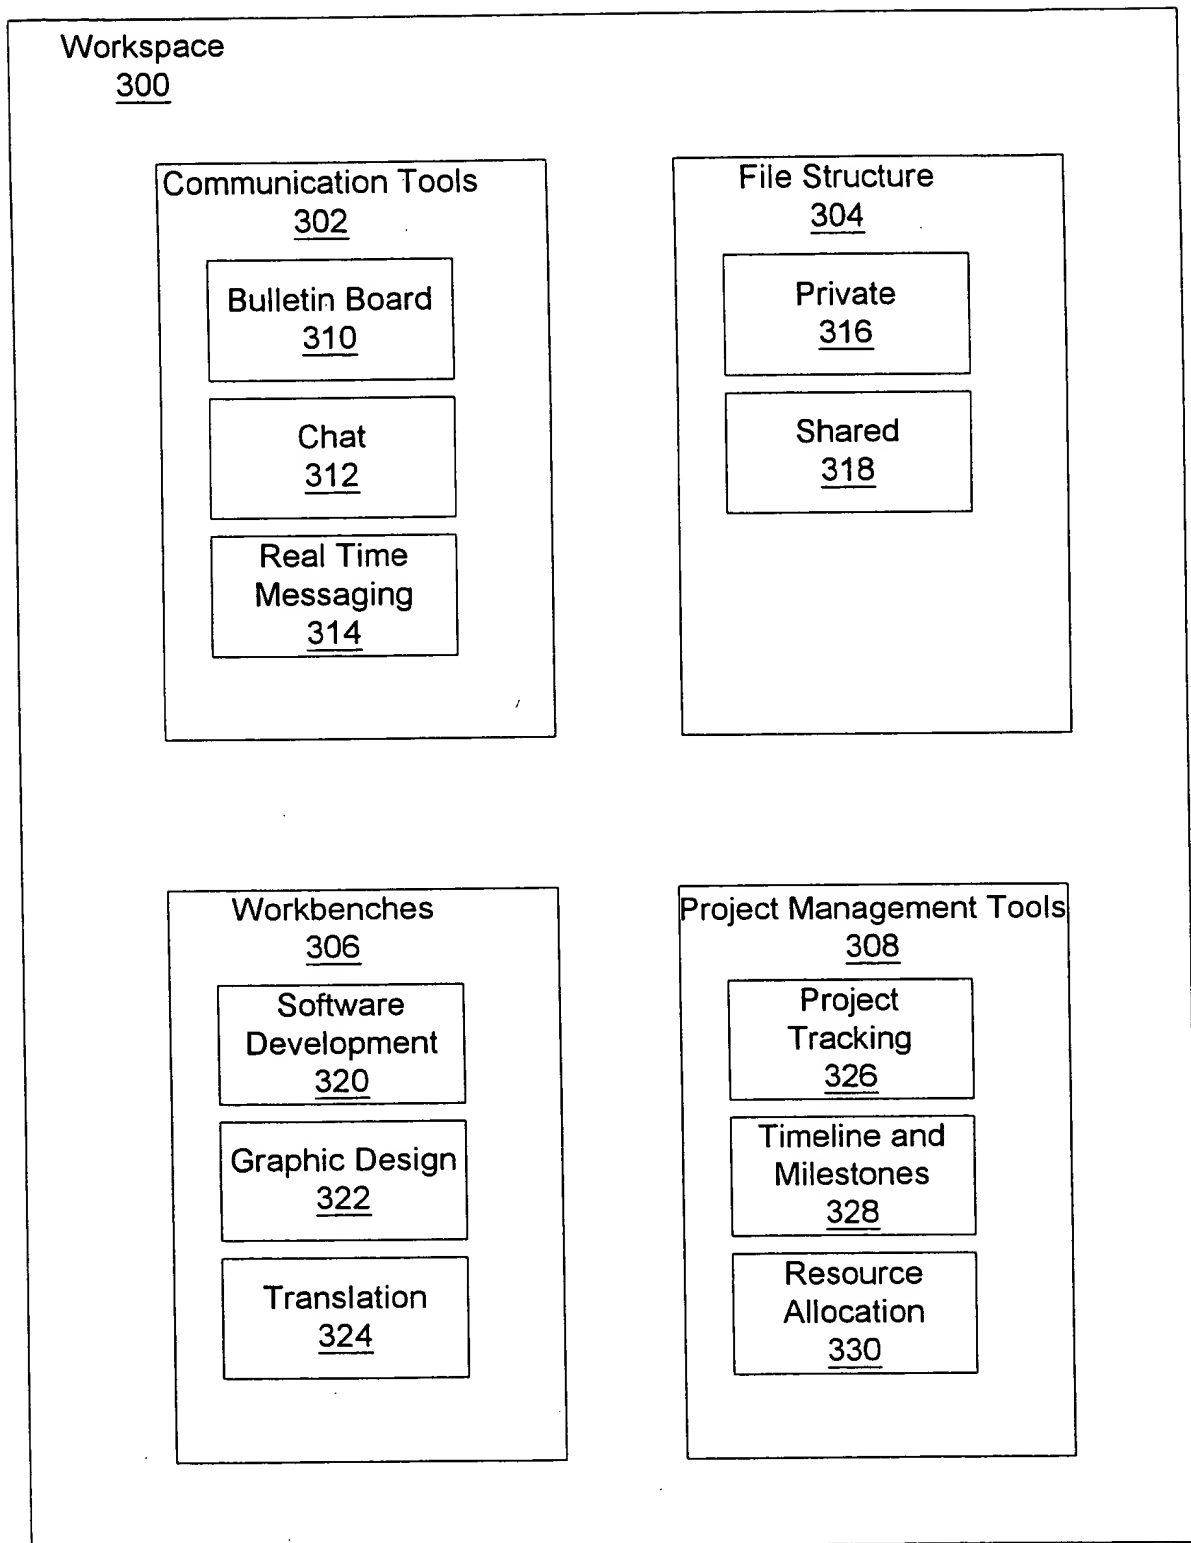 Workspace
300
Communication Tools
302
Bulletin Board
310
Chat
312
Real Time
Messaging
314
File Structure
304
Private
316
Shared
318
Workbenches
306
Software
Development
320
Graphic Design
322
Translation
324
Project Management Tools
308
Project
Tracking
326
Timeline and
Milestones
328
Resource
Allocation
330